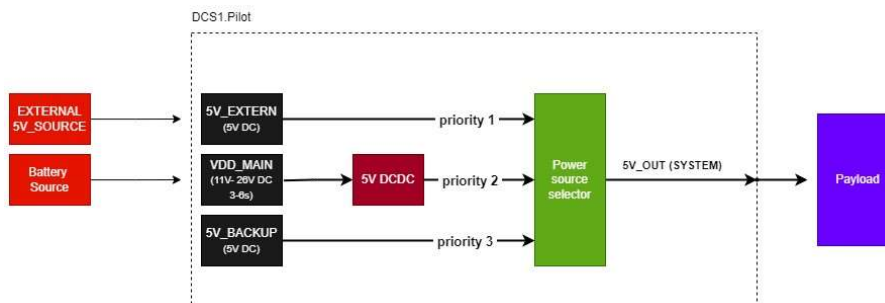 DCS1.Pilot
EXTERNAL
5V_SOURCE
5V_EXTERN
(5V DC)
priority 1
Battery
Source
VDD_MAIN
(11V- 26V DC
3-6s)
5V DCDC
priority 2
Power
source
selector
5V_OUT (SYSTEM)
Payload
5V_BACKUP
(5V DC)
priority 3